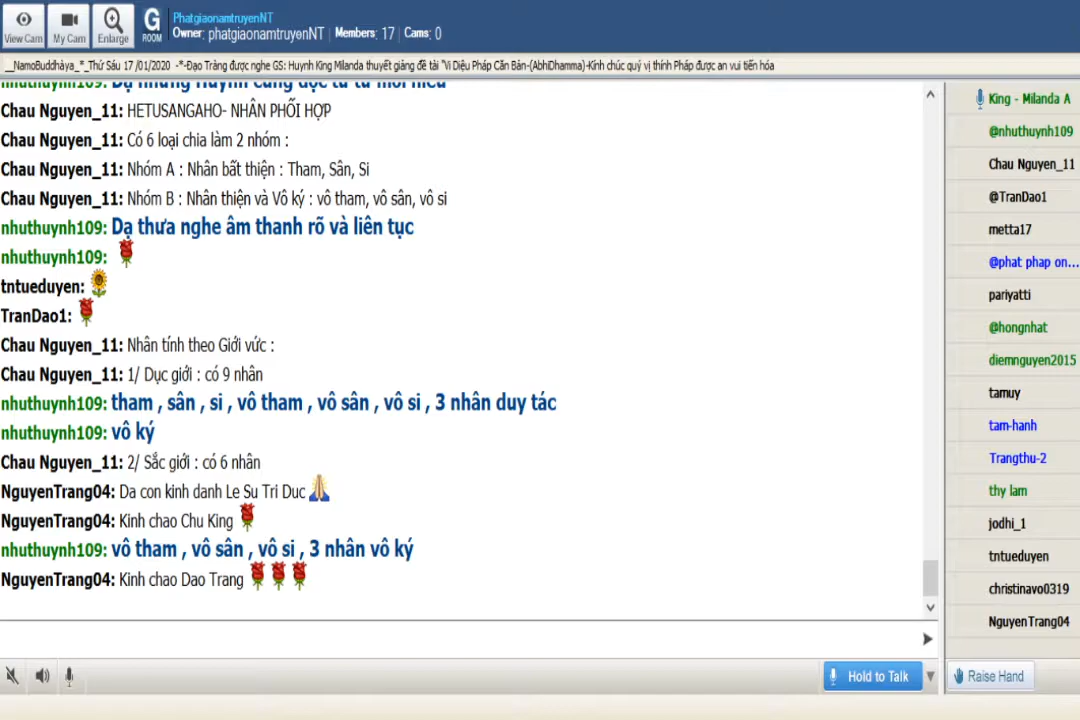 PhatgiaonamtruyenNT
View Cam
My Cam
Enlarge
G ROOM
Owner: phatgiaonamtruyenNT | Members: 17 | Cams: 0
__NamoBuddhàya_*_Thứ Sáu 17 /01/2020 -*-Đạo Tràng được nghe GS: Huynh King Milanda thuyết giảng đề tài "Vi Diệu Pháp Căn Bản-(AbhiDhamma)-Kính chúc quý vị thính Pháp được an vui tiến hóa
Chau Nguyen_11: HETUSANGAHO- NHÂN PHỐI HỢP
Chau Nguyen_11: Có 6 loại chia làm 2 nhóm :
Chau Nguyen_11: Nhóm A : Nhân bất thiện : Tham, Sân, Si
Chau Nguyen_11: Nhóm B : Nhân thiện và Vô ký : vô tham, vô sân, vô si
nhuthuynh109: Dạ thưa nghe âm thanh rõ và liên tục
nhuthuynh109:
tntueduyen:
TranDao1:
Chau Nguyen_11: Nhân tính theo Giới vức :
Chau Nguyen_11: 1/ Dục giới : có 9 nhân
nhuthuynh109: tham , sân , si , vô tham , vô sân , vô si , 3 nhân duy tác
nhuthuynh109: vô ký
Chau Nguyen_11: 2/ Sắc giới : có 6 nhân
NguyenTrang04: Da con kinh danh Le Su Tri Duc
NguyenTrang04: Kinh chao Chu King
nhuthuynh109: vô tham , vô sân , vô si , 3 nhân vô ký
NguyenTrang04: Kinh chao Dao Trang
King - Milanda A
@nhuthuynh109
Chau Nguyen_11
@TranDao1
metta17
@phat phap on...
pariyatti
@hongnhat
diemnguyen2015
tamuy
tam-hanh
Trangthu-2
thy lam
jodhi_1
tntueduyen
christinavo0319
NguyenTrang04
Hold to Talk
Raise Hand